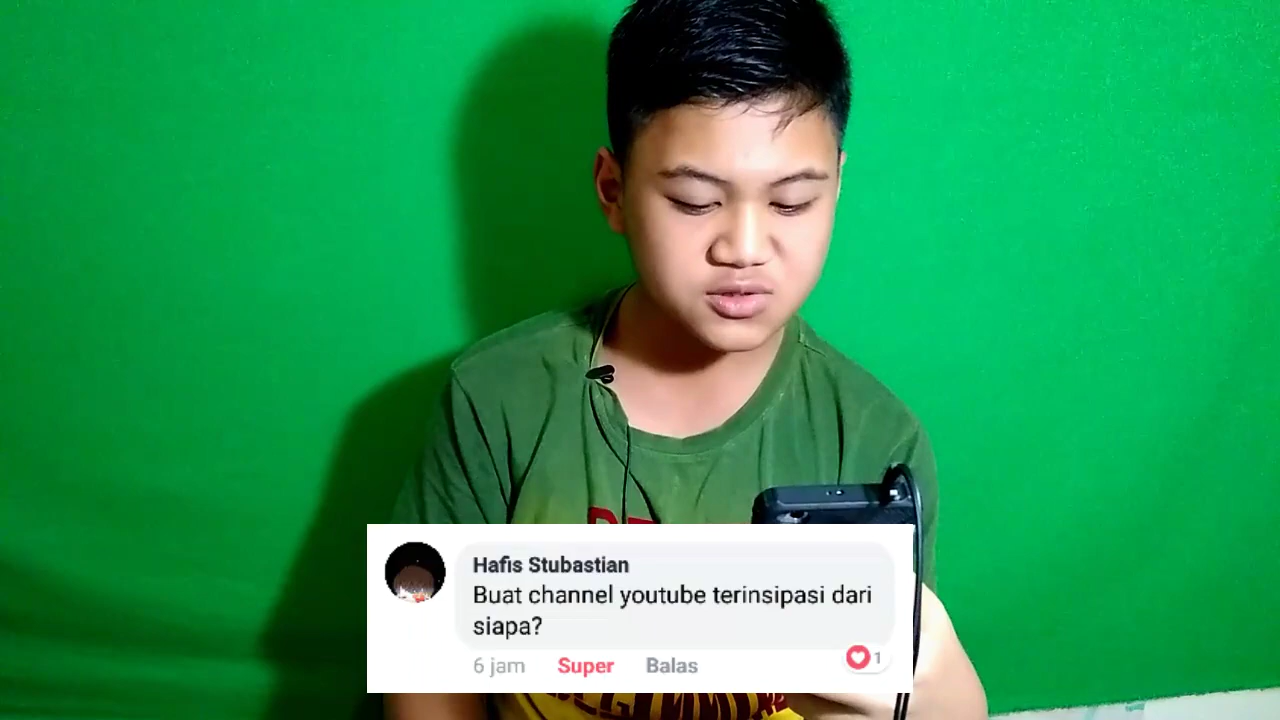 Hafis Stubastian
Buat channel youtube terinsipasi dari
siapa?
6 jam Super Balas
1